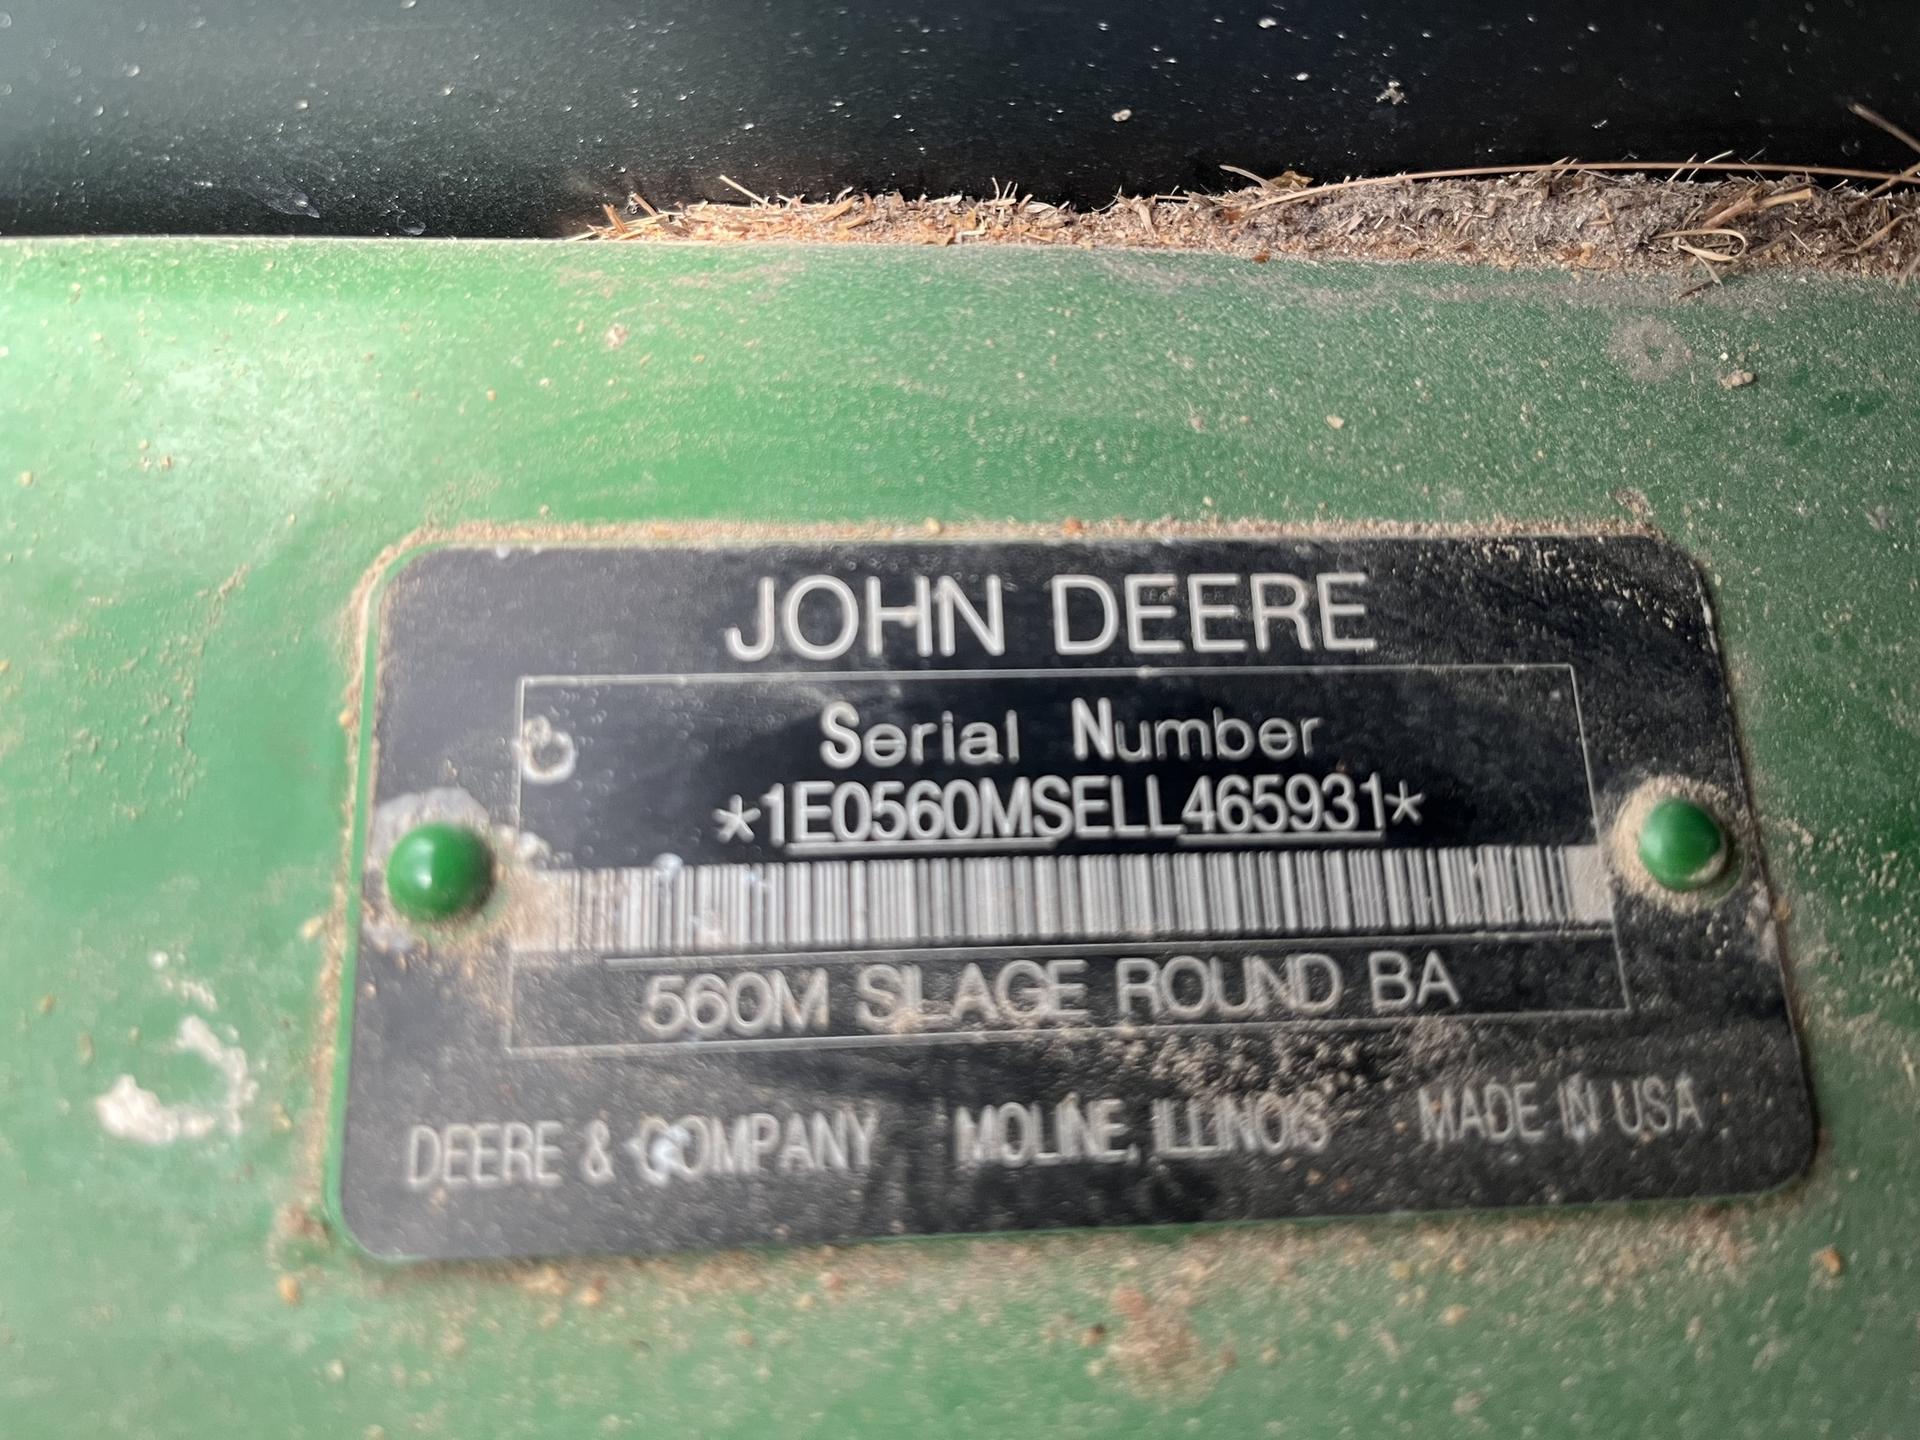 JOHN DEERE
Serial Number
*1E0560MSELL465931*
560M SILAGE ROUND BA
DEERE & COMPANY MOLINE, ILLINOIS MADE IN USA